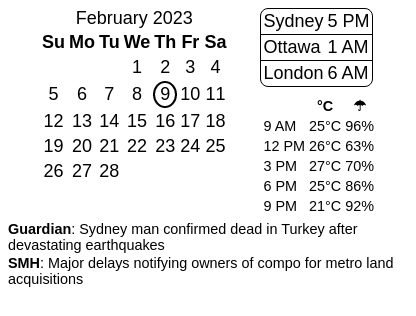 February 2023
Su Mo Tu We Th Fr Sa
1 2 3 4
5 6 7 8 9 10 11
12 13 14 15 16 17 18
19 20 21 22 23 24 25
26 27 28
Sydney 5 PM
Ottawa 1 AM
London 6 AM
°C ☂
9 AM 25°C 96%
12 PM 26°C 63%
3 PM 27°C 70%
6 PM 25°C 86%
9 PM 21°C 92%
Guardian: Sydney man confirmed dead in Turkey after
devastating earthquakes
SMH: Major delays notifying owners of compo for metro land
acquisitions